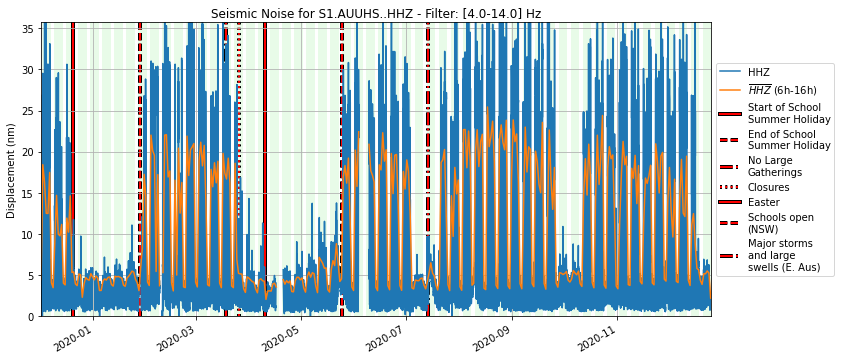 Seismic Noise for S1.AUUHS..HHZ - Filter: [4.0-14.0] Hz
Displacement (nm)
35
30
25
20
15
10
5
0
2020-01
2020-03
2020-05
2020-07
2020-09
2020-11
HHZ
HHZ (6h-16h)
Start of School
Summer Holiday
End of School
Summer Holiday
No Large
Gatherings
Closures
Easter
Schools open
(NSW)
Major storms
and large
swells (E. Aus)